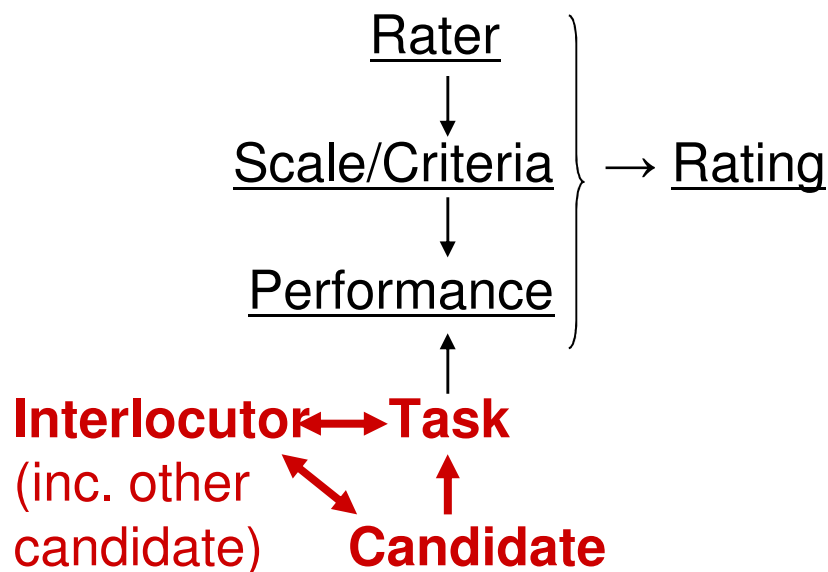 Rater
Scale/Criteria → Rating
Performance
Interlocutor Task
(inc. other
candidate) Candidate